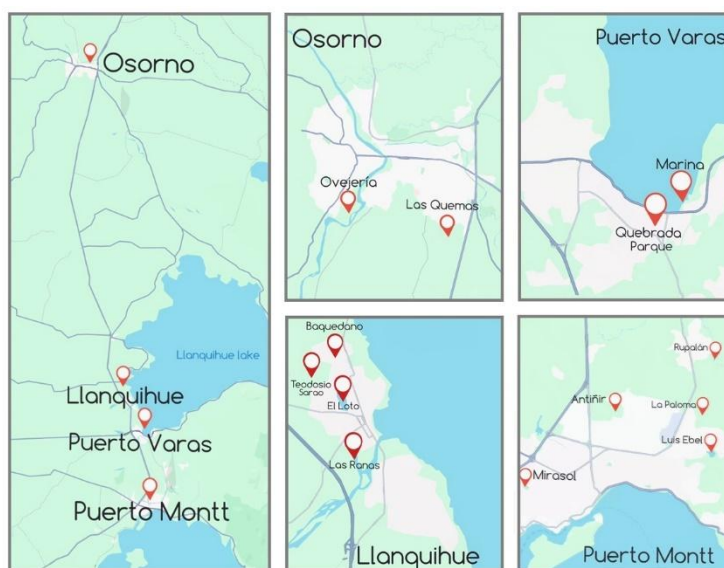 Osorno
Llanquihue lake
Llanquihue
Puerto Varas
Puerto Montt
Osorno
Ovejería
Las Quemas
Puerto Varas
Marina
Quebrada
Parque
Baquedano
Teodosio
Sarao
El Loto
Las Ranas
Llanquihue
Rupalán
Antiñir
La Paloma
Luis Ebel
Mirasol
Puerto Montt